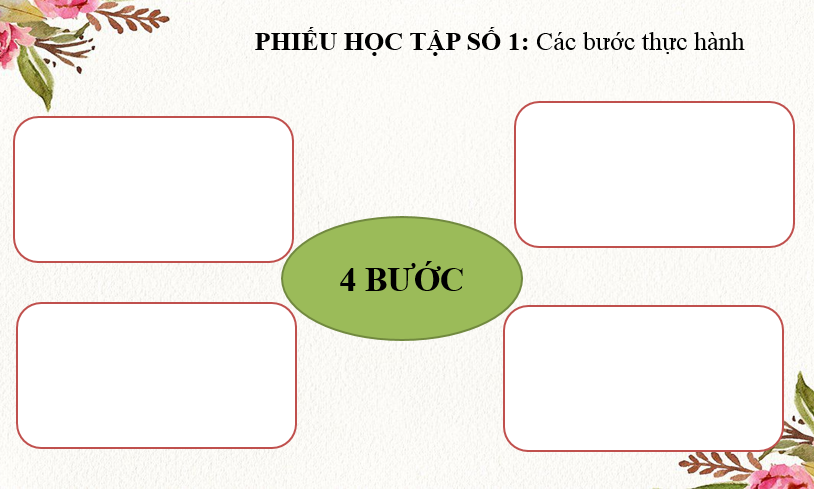 PHIẾU HỌC TẬP SỐ 1: Các bước thực hành
4 BƯỚC